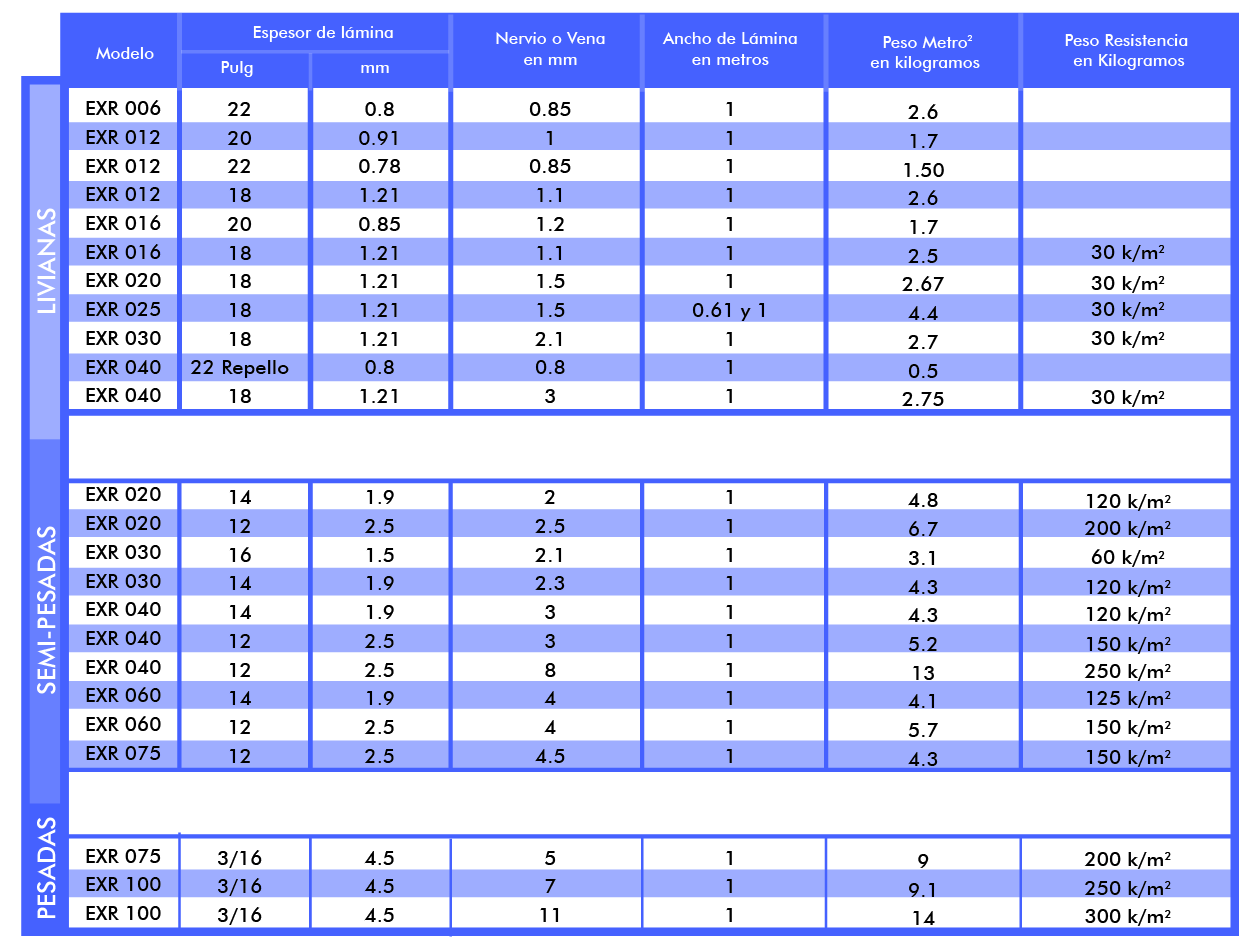 Modelo Espesor de lámina Nervio o Vena en mm Ancho de Lámina en metros Peso Metro² en kilogramos Peso Resistencia en Kilogramos
Pulg mm
LIVIANAS
EXR 006 22 0.8 0.85 1 2.6
EXR 012 20 0.91 1 1 1.7
EXR 012 22 0.78 0.85 1 1.50
EXR 012 18 1.21 1.1 1 2.6
EXR 016 20 0.85 1.2 1 1.7
EXR 016 18 1.21 1.1 1 2.5 30 k/m²
EXR 020 18 1.21 1.5 1 2.67 30 k/m²
EXR 025 18 1.21 1.5 0.61 y 1 4.4 30 k/m²
EXR 030 18 1.21 2.1 1 2.7 30 k/m²
EXR 040 22 Repello 0.8 0.8 1 0.5
EXR 040 18 1.21 3 1 2.75 30 k/m²
SEMI-PESADAS
EXR 020 14 1.9 2 1 4.8 120 k/m²
EXR 020 12 2.5 2.5 1 6.7 200 k/m²
EXR 030 16 1.5 2.1 1 3.1 60 k/m²
EXR 030 14 1.9 2.3 1 4.3 120 k/m²
EXR 040 14 1.9 3 1 4.3 120 k/m²
EXR 040 12 2.5 3 1 5.2 150 k/m²
EXR 040 12 2.5 8 1 13 250 k/m²
EXR 060 14 1.9 4 1 4.1 125 k/m²
EXR 060 12 2.5 4 1 5.7 150 k/m²
EXR 075 12 2.5 4.5 1 4.3 150 k/m²
PESADAS
EXR 075 3/16 4.5 5 1 9 200 k/m²
EXR 100 3/16 4.5 7 1 9.1 250 k/m²
EXR 100 3/16 4.5 11 1 14 300 k/m²